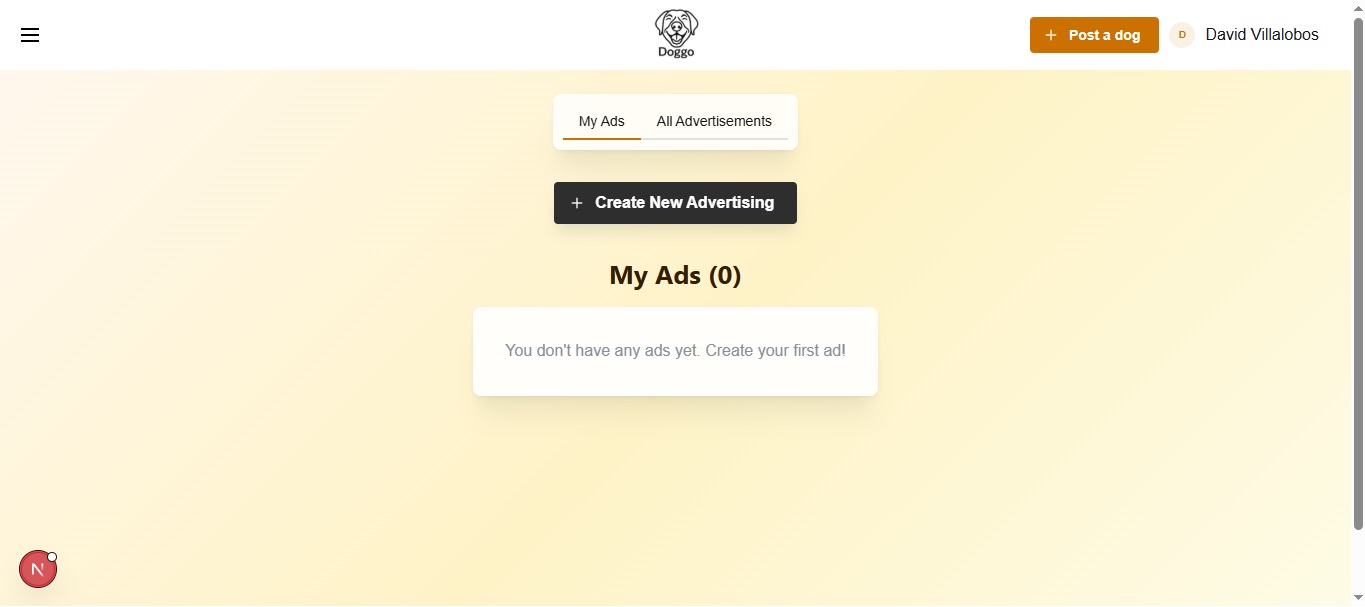 Doggo
+ Post a dog
D
David Villalobos
My Ads
All Advertisements
+ Create New Advertising
My Ads (0)
You don't have any ads yet. Create your first ad!
N